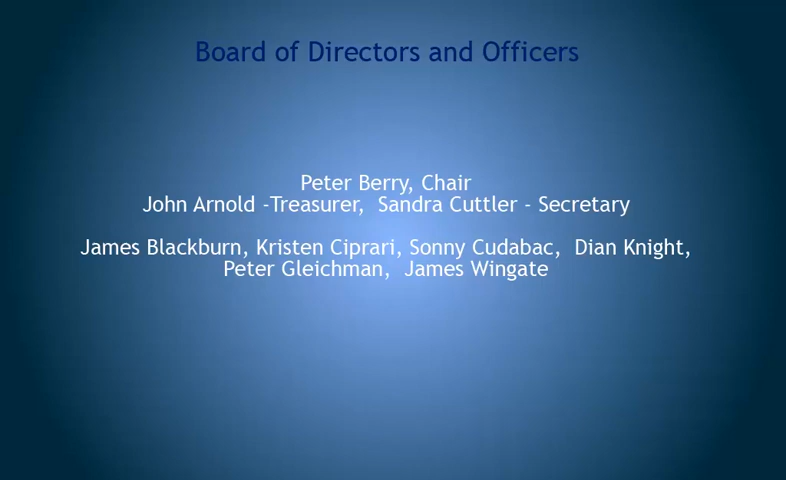 Board of Directors and Officers
Peter Berry, Chair
John Arnold -Treasurer,  Sandra Cuttler - Secretary
James Blackburn, Kristen Ciprari, Sonny Cudabac,  Dian Knight,
Peter Gleichman,  James Wingate